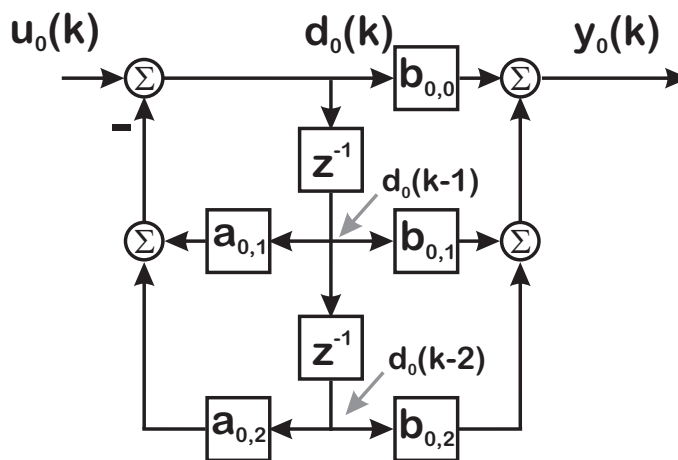 u₀(k) d₀(k) y₀(k)
Σ b₀,₀ Σ
–
z⁻¹
d₀(k-1)
Σ a₀,₁ b₀,₁ Σ
z⁻¹
d₀(k-2)
a₀,₂ b₀,₂